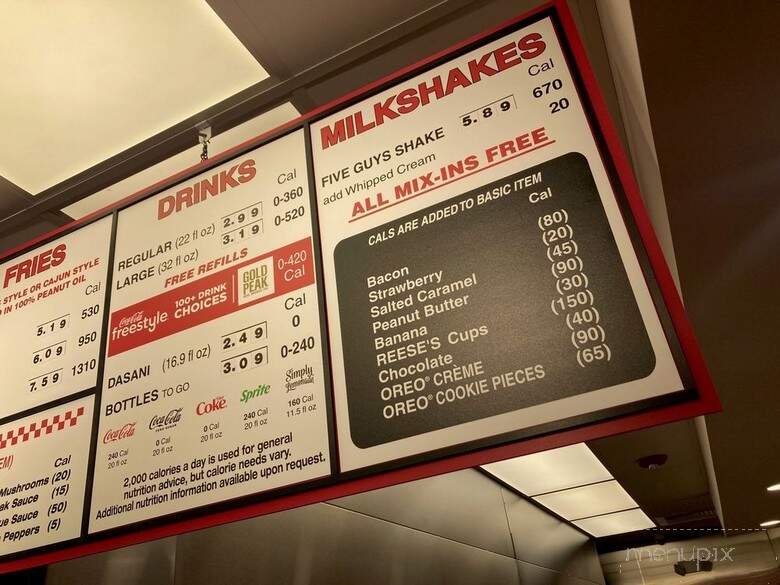 FRIES
STYLE OR CAJUN STYLE
IN 100% PEANUT OIL
Cal
5.19 530
6.09 950
7.59 1310
Cal
Mushrooms (20)
Sauce (15)
Sauce (50)
Peppers (5)
DRINKS
Cal
REGULAR (22 fl oz) 2.99 0-360
LARGE (32 fl oz) 3.19 0-520
FREE REFILLS
Coca-Cola freestyle 100+ DRINK CHOICES GOLD PEAK 0-420 Cal
Cal
DASANI (16.9 fl oz) 2.49 0
BOTTLES TO GO 3.09 0-240
Coca-Cola Coca-Cola Coke Sprite Simply Lemonade
240 Cal 0 Cal 0 Cal 240 Cal 160 Cal
20 fl oz 20 fl oz 20 fl oz 20 fl oz 11.5 fl oz
2,000 calories a day is used for general
nutrition advice, but calorie needs vary.
Additional nutrition information available upon request.
MILKSHAKES
Cal
FIVE GUYS SHAKE 5.89 670
add Whipped Cream 20
ALL MIX-INS FREE
CALS ARE ADDED TO BASIC ITEM
Cal
Bacon (80)
Strawberry (20)
Salted Caramel (45)
Peanut Butter (90)
Banana (30)
REESE'S Cups (150)
Chocolate (40)
OREO® CRÈME (90)
OREO® COOKIE PIECES (65)
menupix